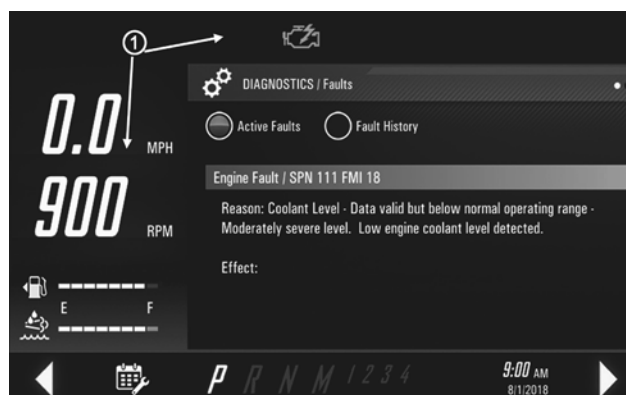 1
DIAGNOSTICS / Faults
Active Faults Fault History
0.0 MPH
Engine Fault / SPN 111 FMI 18
900 RPM
Reason: Coolant Level - Data valid but below normal operating range -
Moderately severe level. Low engine coolant level detected.
Effect:
E F
P R N M 1 2 3 4
9:00 AM
8/1/2018